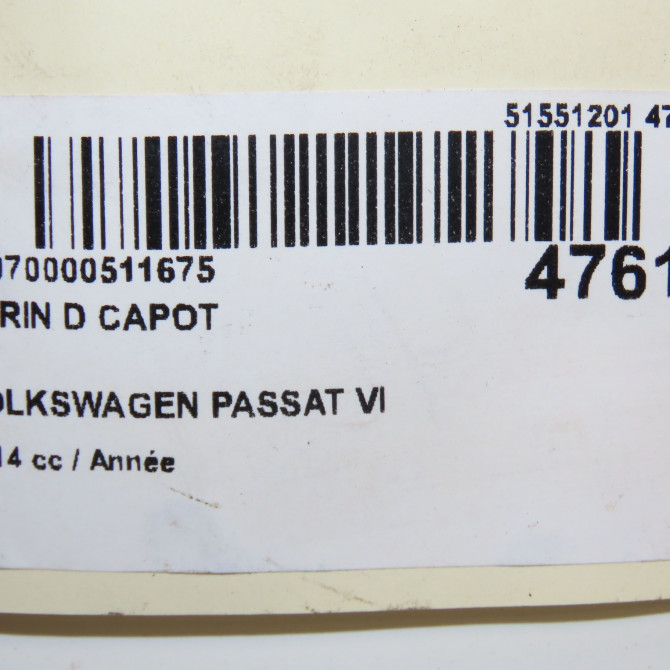 51551201 47
070000511675
4761
RIN D CAPOT
OLKSWAGEN PASSAT VI
14 cc / Année